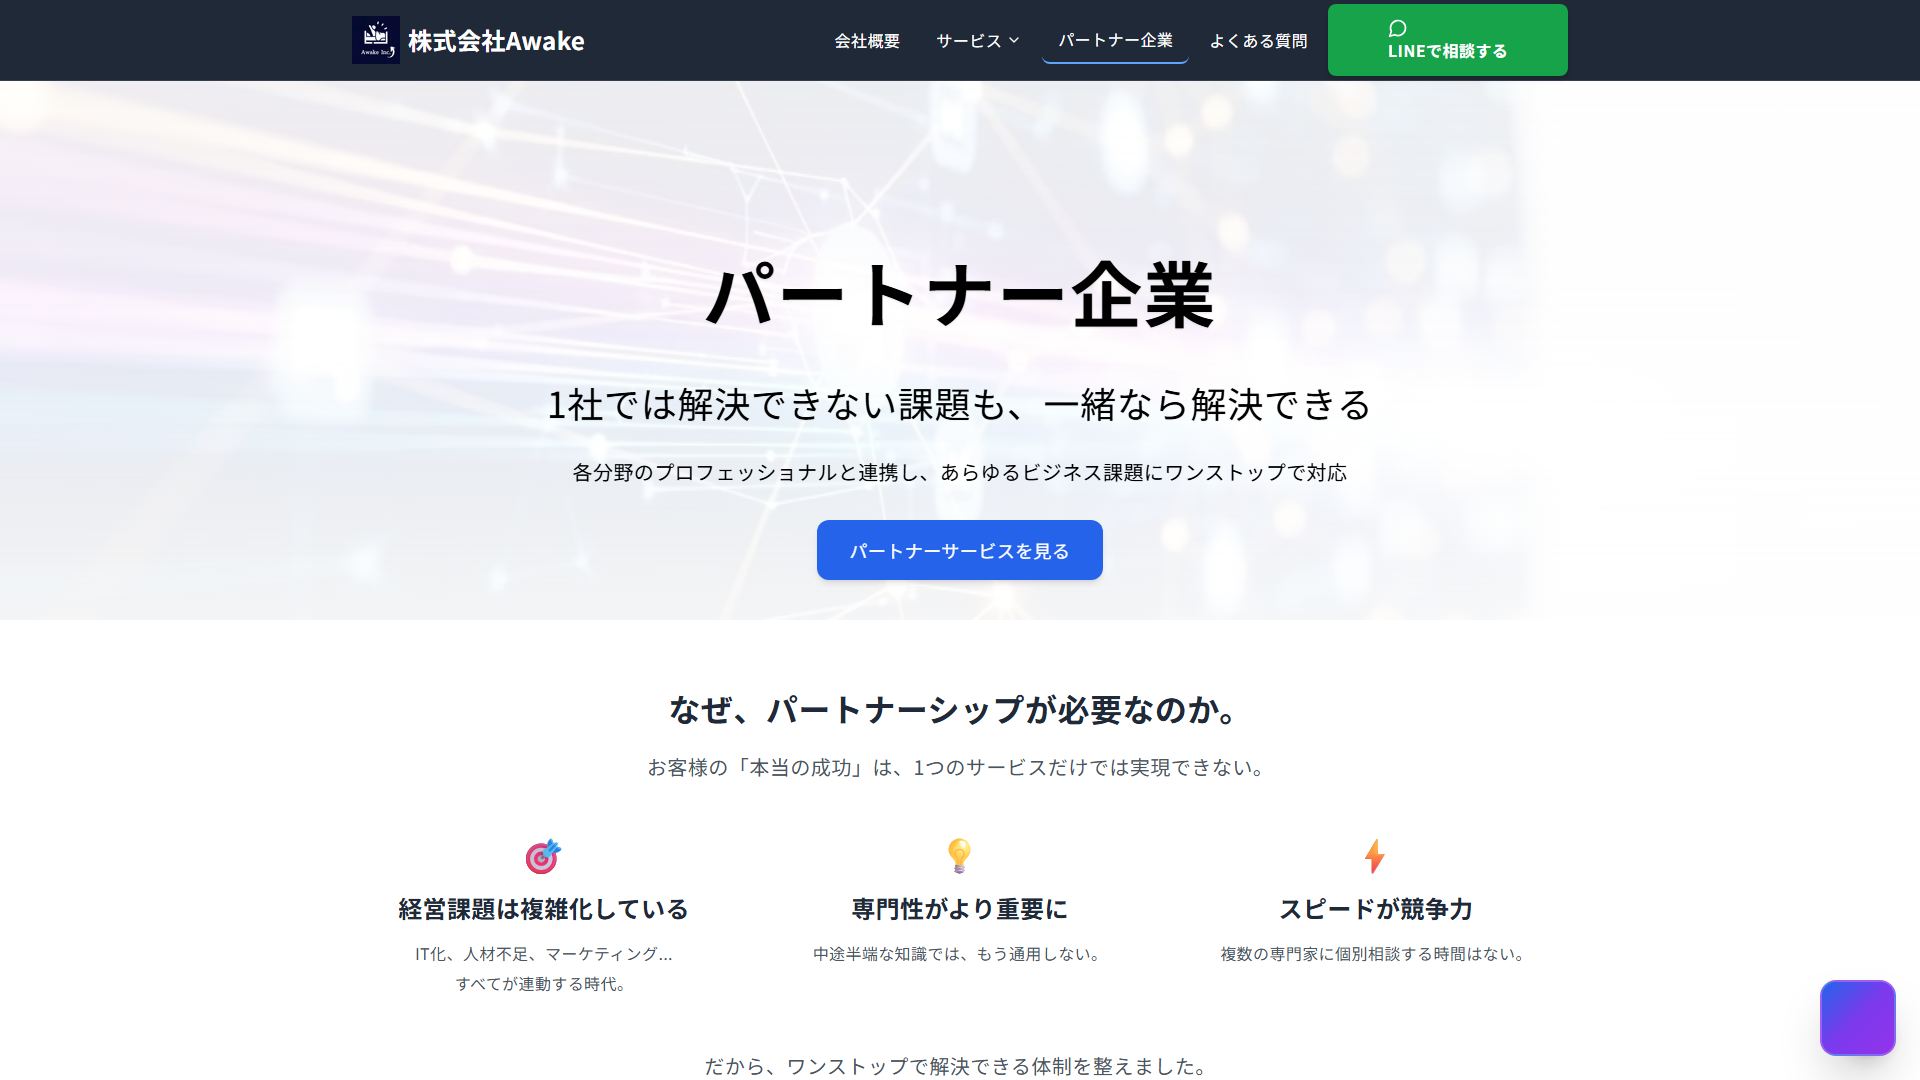 Awake Inc.
株式会社Awake
会社概要
サービス
パートナー企業
よくある質問
LINEで相談する
パートナー企業
1社では解決できない課題も、一緒なら解決できる
各分野のプロフェッショナルと連携し、あらゆるビジネス課題にワンストップで対応
パートナーサービスを見る
なぜ、パートナーシップが必要なのか。
お客様の「本当の成功」は、1つのサービスだけでは実現できない。
経営課題は複雑化している
IT化、人材不足、マーケティング...
すべてが連動する時代。
専門性がより重要に
中途半端な知識では、もう通用しない。
スピードが競争力
複数の専門家に個別相談する時間はない。
だから、ワンストップで解決できる体制を整えました。